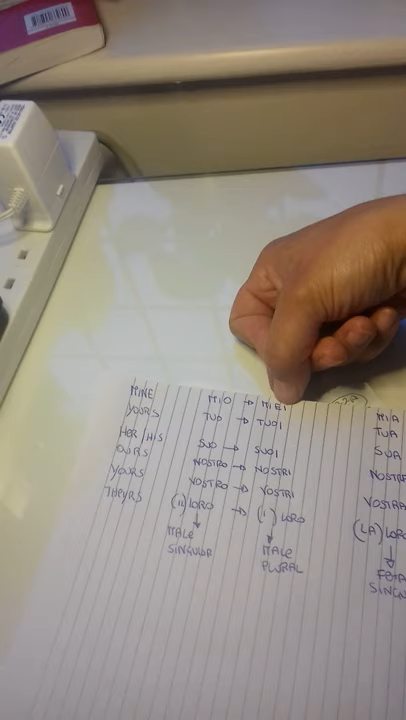 MINE MIO → MIEI MIA
YOURS TUO → TUOI TUA
HER/HIS SUO → SUOI SUA
OURS NOSTRO → NOSTRI NOSTRA
YOURS VOSTRO → VOSTRI VOSTRA
THEYRS (IL) LORO → (I) LORO (LA) LORO
MALE SINGULAR MALE PLURAL